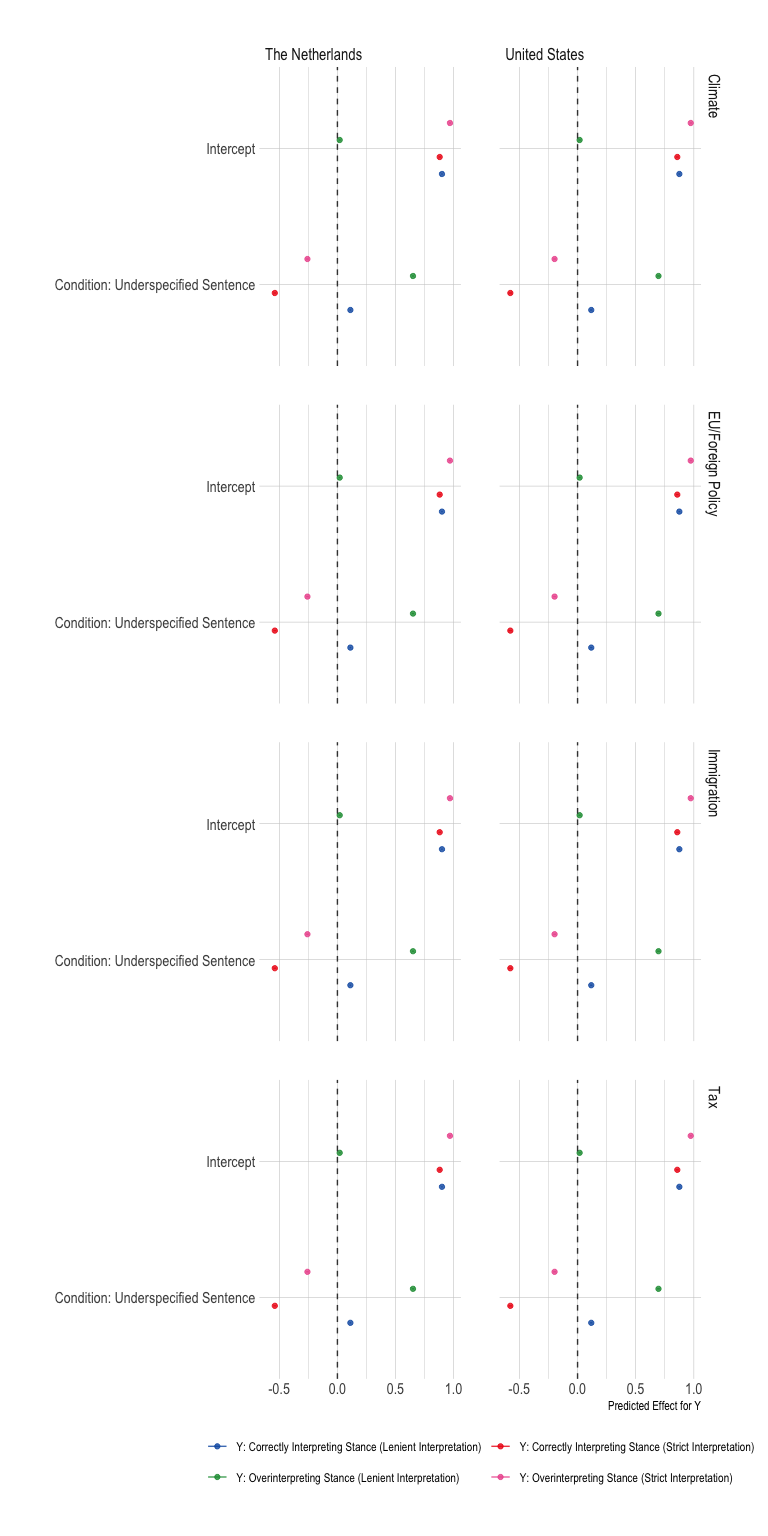 The Netherlands United States
Climate
Intercept
Condition: Underspecified Sentence
EU/Foreign Policy
Intercept
Condition: Underspecified Sentence
Immigration
Intercept
Condition: Underspecified Sentence
Tax
Intercept
Condition: Underspecified Sentence
-0.5 0.0 0.5 1.0 -0.5 0.0 0.5 1.0
Predicted Effect for Y
Y: Correctly Interpreting Stance (Lenient Interpretation) Y: Correctly Interpreting Stance (Strict Interpretation)
Y: Overinterpreting Stance (Lenient Interpretation) Y: Overinterpreting Stance (Strict Interpretation)